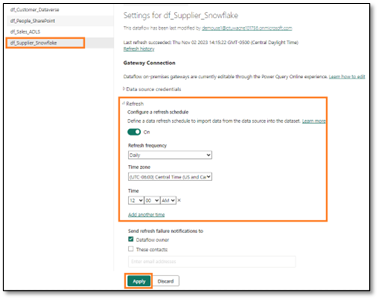 df_Customer_Dataverse
df_People_SharePoint
df_Sales_ADLS
df_Supplier_Snowflake
Settings for df_Supplier_Snowflake
This dataflow has been last modified by
Last refresh succeeded: Thu Nov 02 2023 14:15:22 GMT-0500 (Central Daylight Time)
Refresh history
Gateway Connection
Dataflow on-premises gateways are currently editable through the Power Query Online experience. Learn how to add
Data source credentials
Refresh
Configure a refresh schedule
Define a data refresh schedule to import data from the data source into the dataset. Learn more
On
Refresh frequency
Daily
Time zone
(UTC-06:00) Central Time (US and Ca
Time
12 00 AM
Add another time
Send refresh failure notifications to
Dataflow owner
These contacts:
Enter email addresses
Apply Discard